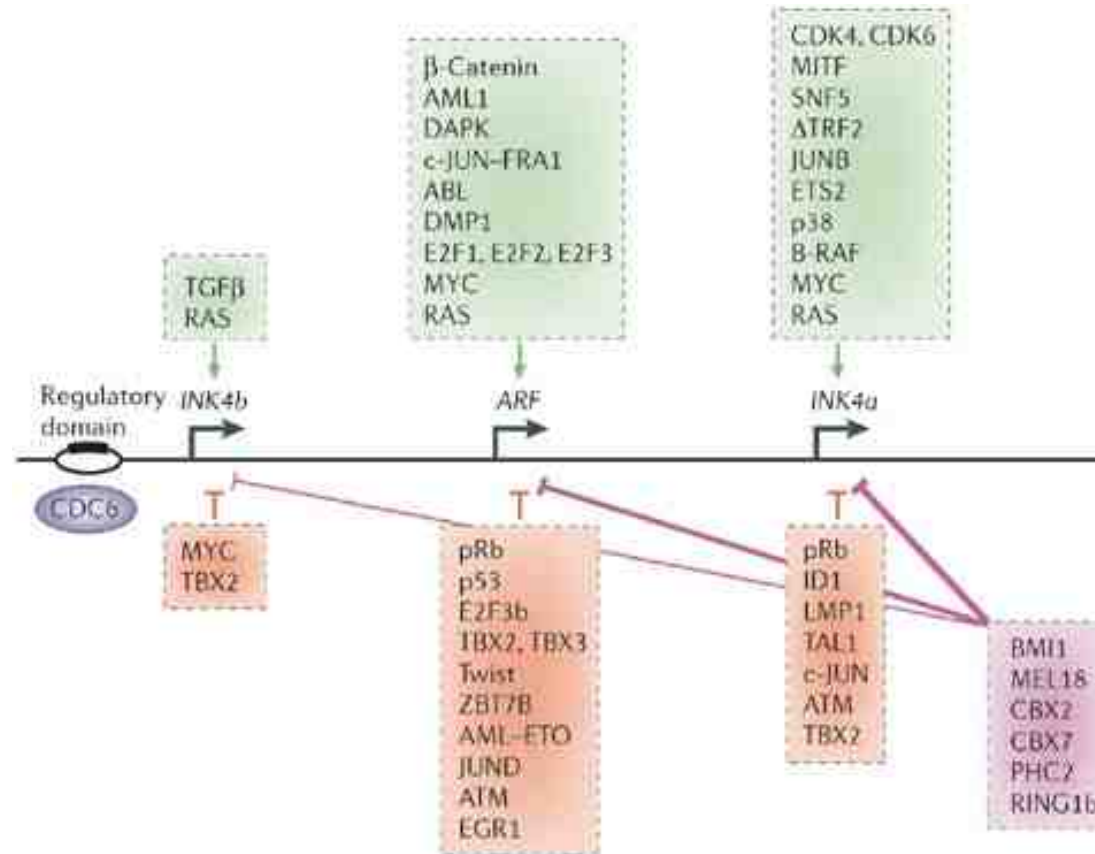 CDK4, CDK6
MITF
SNF5
ΔTRF2
JUNB
ETS2
p38
B-RAF
MYC
RAS
β-Catenin
AML1
DAPK
c-JUN–FRA1
ABL
DMP1
E2F1, E2F2, E2F3
MYC
RAS
TGFβ
RAS
Regulatory
domain
INK4b
ARF
INK4a
CDC6
MYC
TBX2
pRb
p53
E2F3b
TBX2, TBX3
Twist
ZBT7B
AML–ETO
JUND
ATM
EGR1
pRb
ID1
LMP1
TAL1
c-JUN
ATM
TBX2
BMI1
MEL18
CBX2
CBX7
PHC2
RING1b